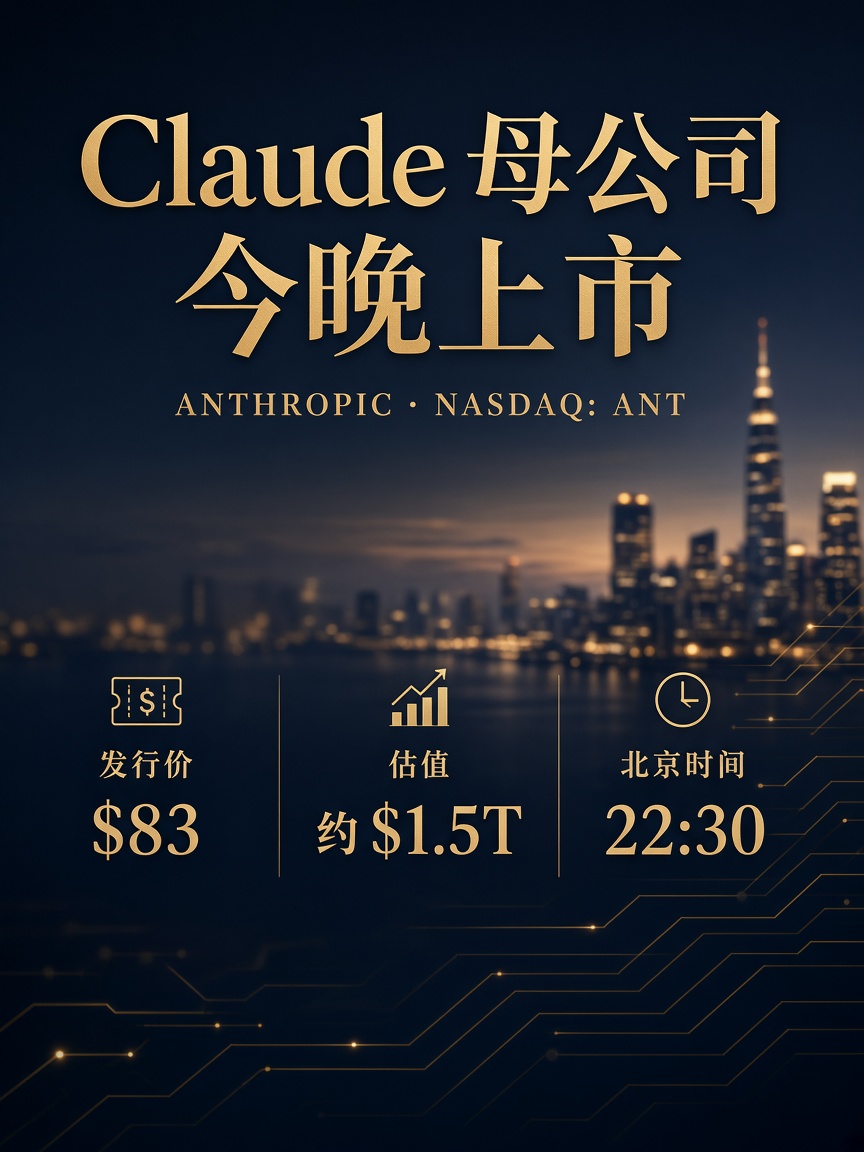 Claude 母公司
今晚上市
ANTHROPIC · NASDAQ: ANT
$
发行价
$83
估值
约 $1.5T
北京时间
22:30